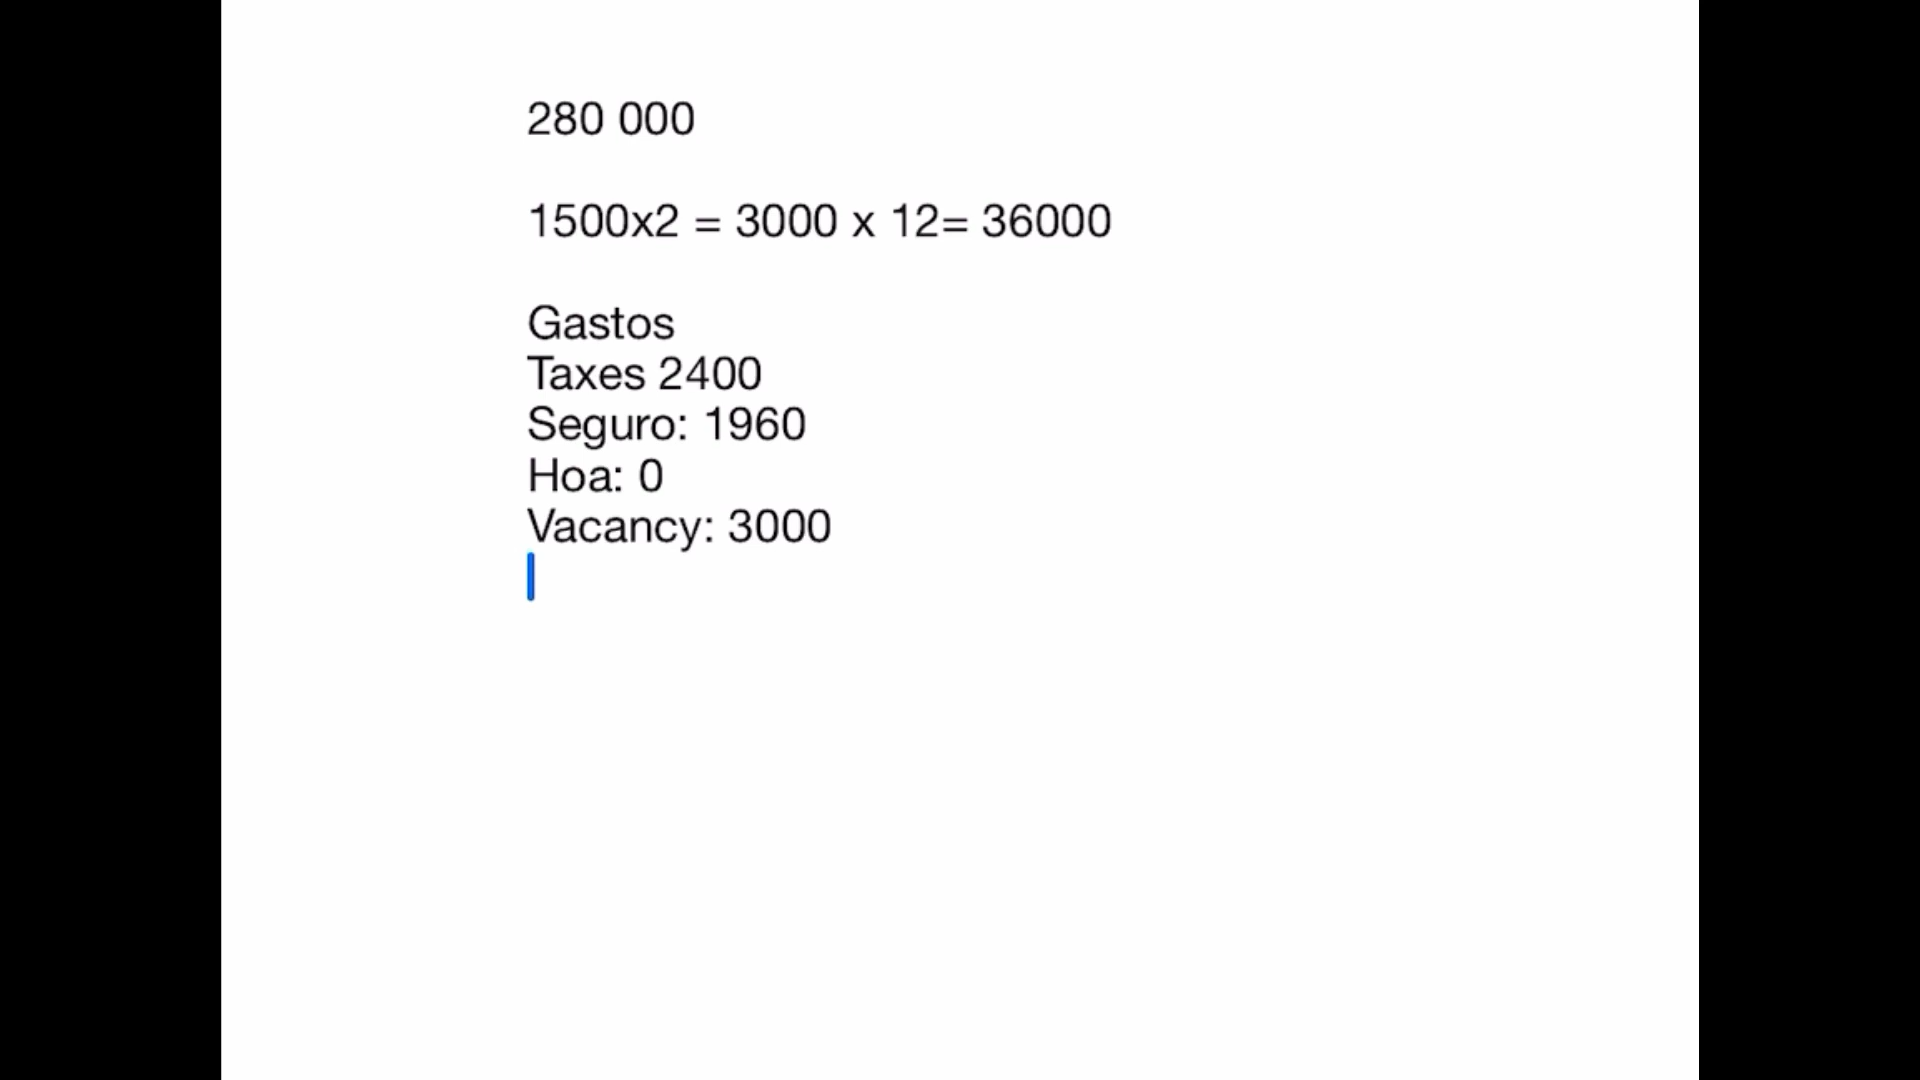 280 000
1500x2 = 3000 x 12= 36000
Gastos
Taxes 2400
Seguro: 1960
Hoa: 0
Vacancy: 3000